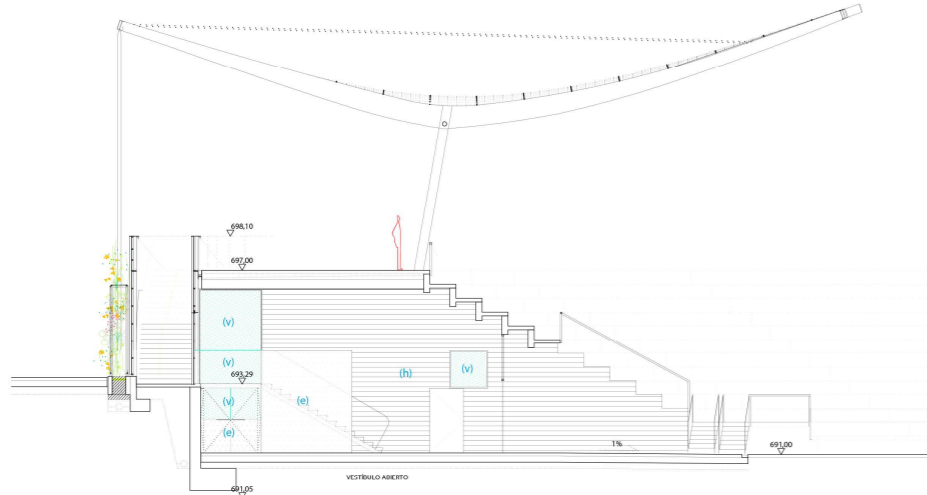 698,10
697,00
(v)
(v)
(h)
(v)
693,29
(v)
(e)
(e)
1%
691,00
VESTÍBULO ABIERTO
691,05